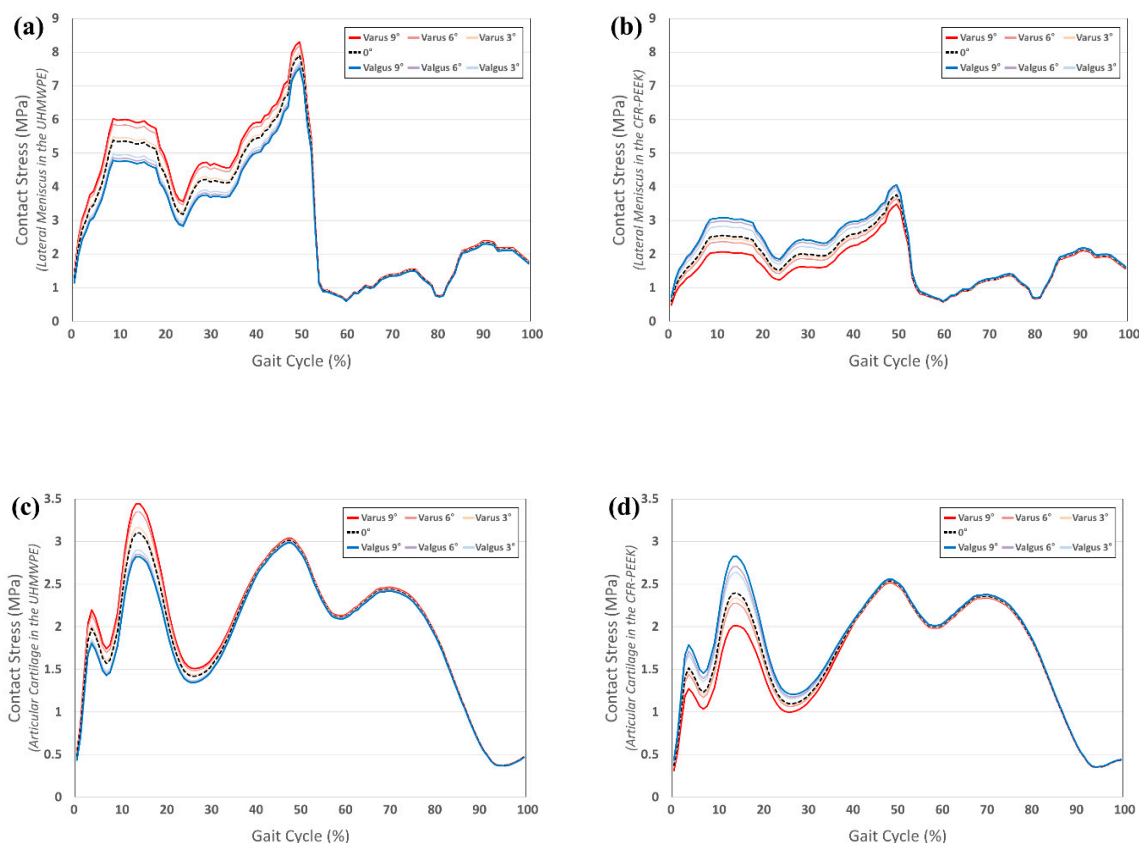 (a)
Contact Stress (MPa)
(Lateral Meniscus in the UHMWPE)
9
8
7
6
5
4
3
2
1
0
Varus 9° Varus 6° Varus 3°
0°
Valgus 9° Valgus 6° Valgus 3°
0 10 20 30 40 50 60 70 80 90 100
Gait Cycle (%)
(b)
Contact Stress (MPa)
(Lateral Meniscus in the CFR-PEEK)
9
8
7
6
5
4
3
2
1
0
Varus 9° Varus 6° Varus 3°
0°
Valgus 9° Valgus 6° Valgus 3°
0 10 20 30 40 50 60 70 80 90 100
Gait Cycle (%)
(c)
Contact Stress (MPa)
(Articular Cartilage in the UHMWPE)
3.5
3
2.5
2
1.5
1
0.5
0
Varus 9° Varus 6° Varus 3°
0°
Valgus 9° Valgus 6° Valgus 3°
0 10 20 30 40 50 60 70 80 90 100
Gait Cycle (%)
(d)
Contact Stress (MPa)
(Articular Cartilage in the CFR-PEEK)
3.5
3
2.5
2
1.5
1
0.5
0
Varus 9° Varus 6° Varus 3°
0°
Valgus 9° Valgus 6° Valgus 3°
0 10 20 30 40 50 60 70 80 90 100
Gait Cycle (%)